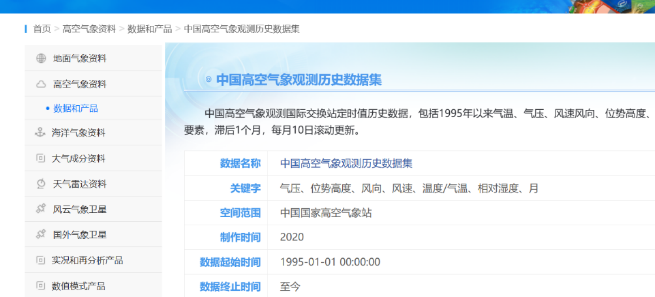 首页 > 高空气象资料 > 数据和产品 > 中国高空气象观测历史数据集
地面气象资料
高空气象资料
数据和产品
海洋气象资料
大气成分资料
天气雷达资料
风云气象卫星
国外气象卫星
实况和再分析产品
数值模式产品
中国高空气象观测历史数据集
中国高空气象观测国际交换站定时值历史数据，包括1995年以来气温、气压、风速风向、位势高度、
要素，滞后1个月，每月10日滚动更新。
数据名称 中国高空气象观测历史数据集
关键字 气压、位势高度、风向、风速、温度/气温、相对湿度、月
空间范围 中国国家高空气象站
制作时间 2020
数据起始时间 1995-01-01 00:00:00
数据终止时间 至今